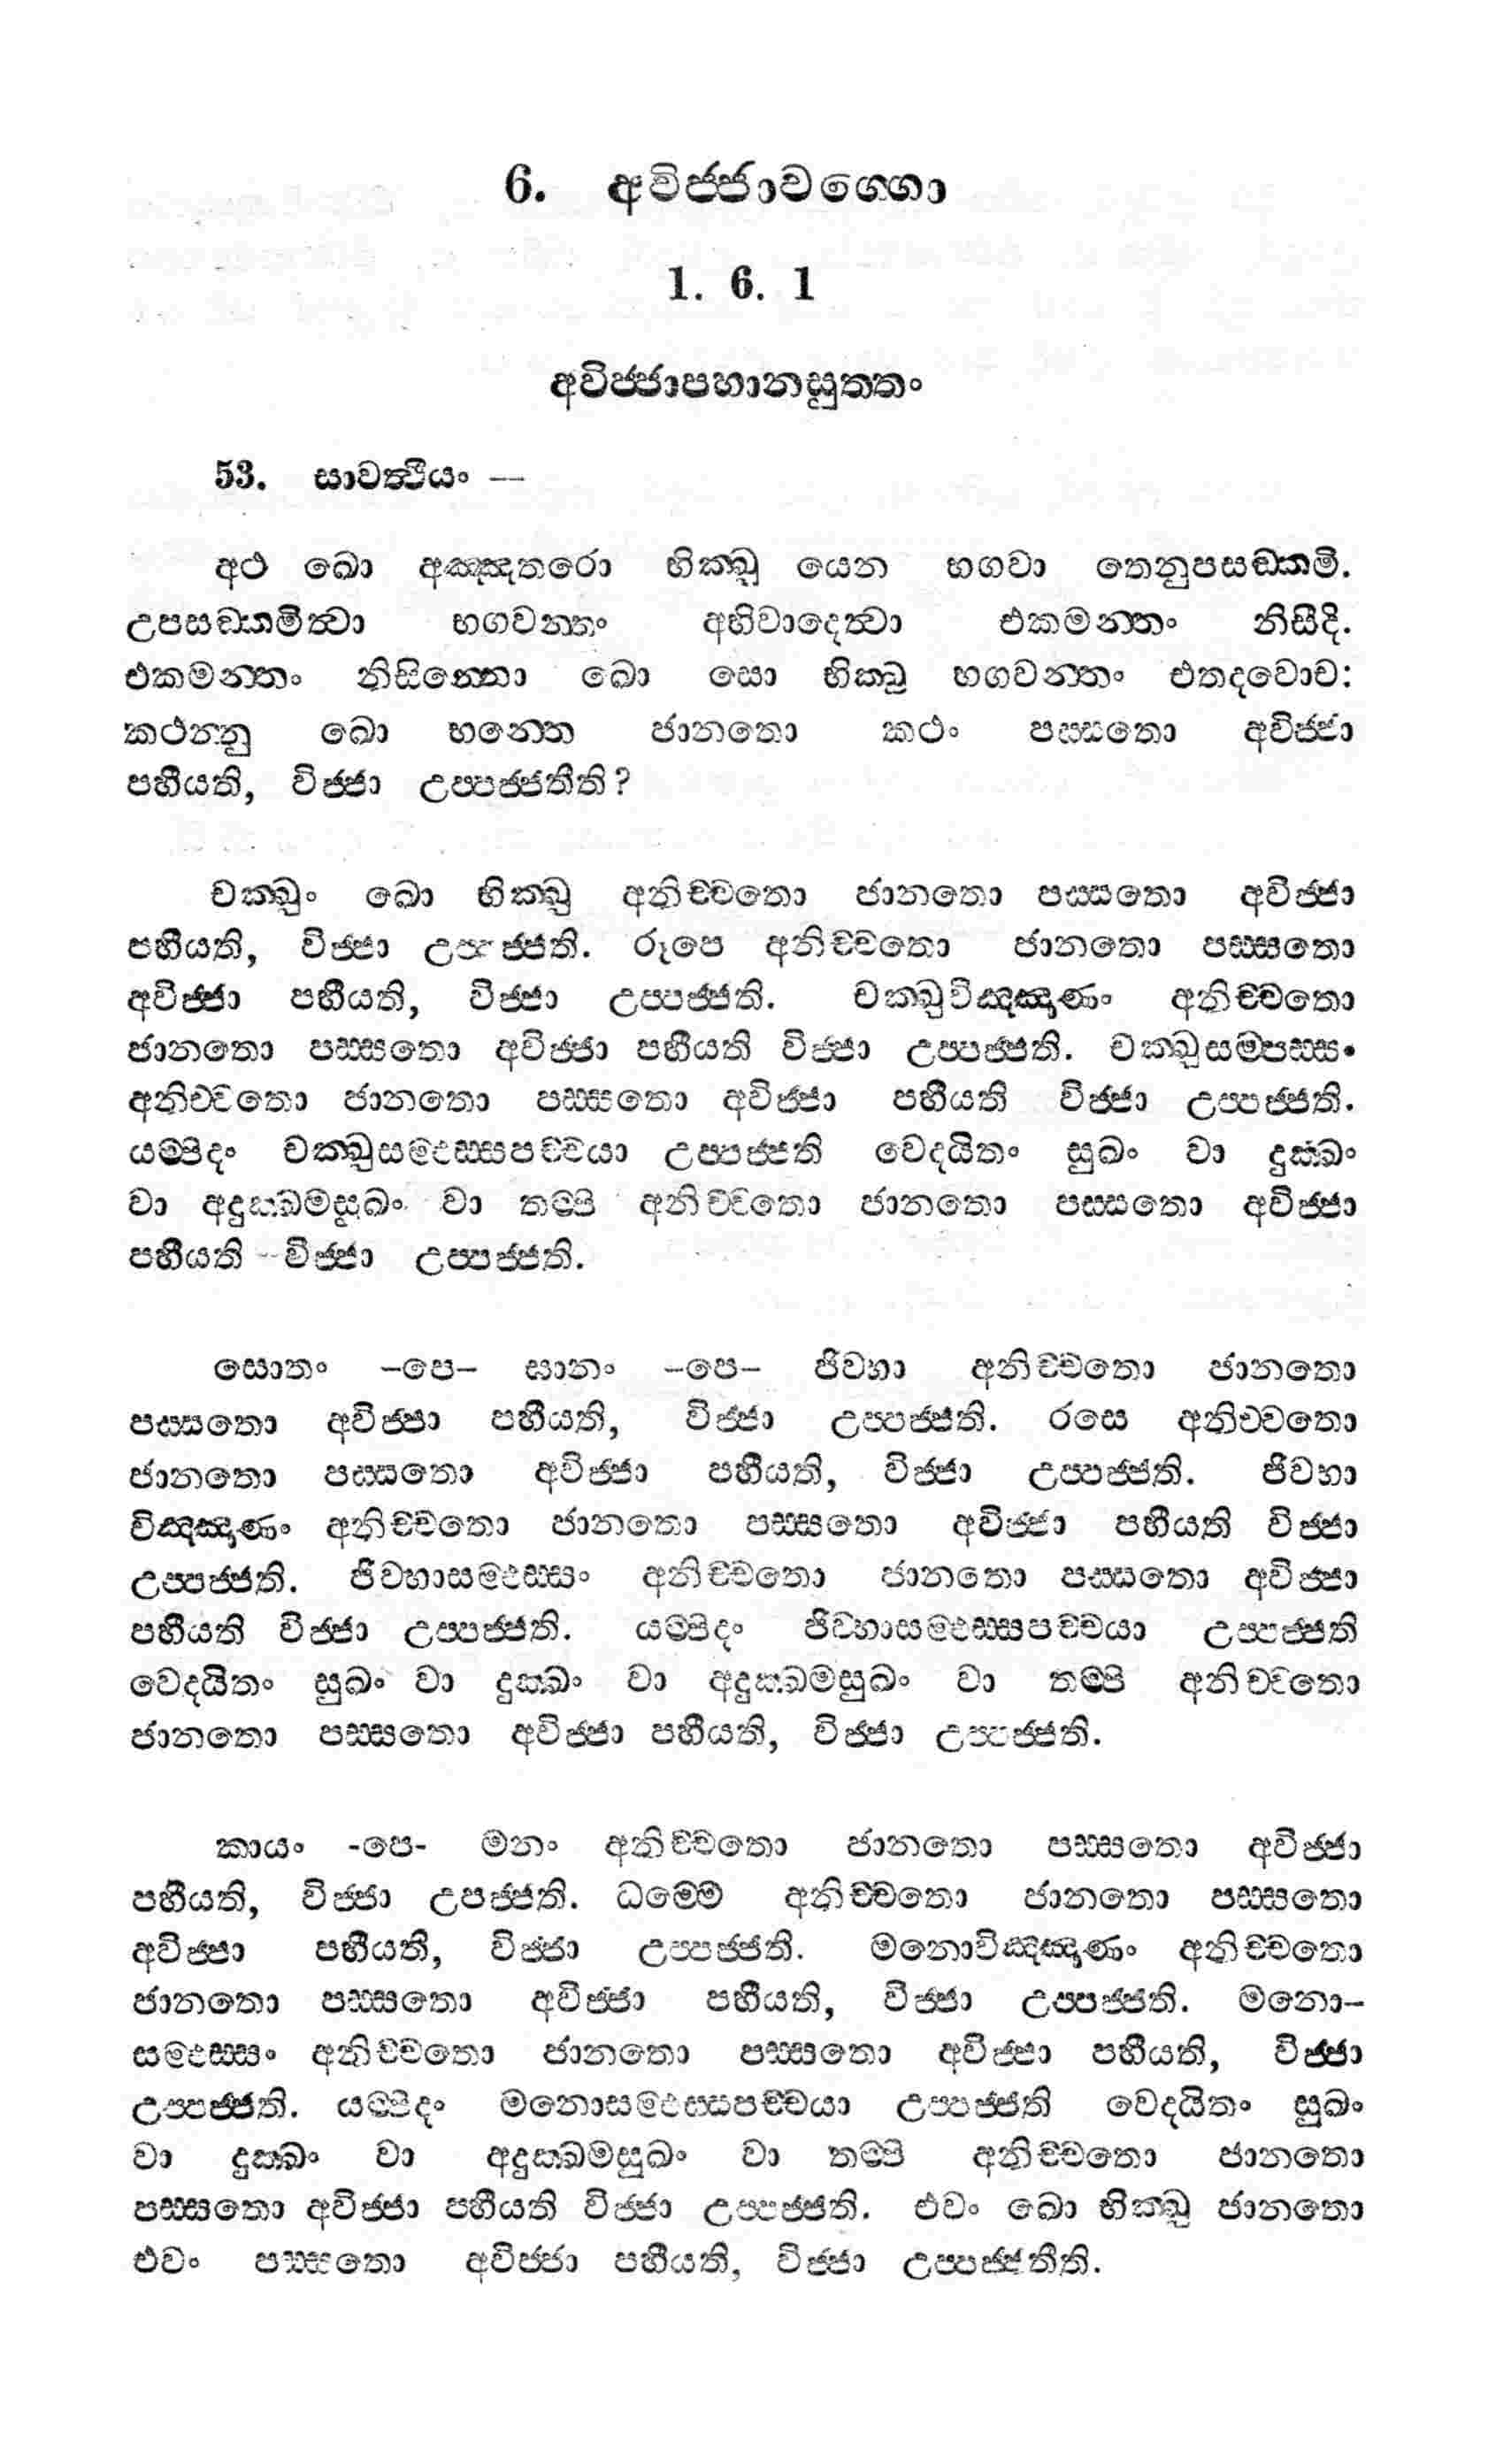 6. අවිජ්ජාවග්ගො
1. 6. 1
අවිජ්ජාපහානසුත්තං
53. සාවත්ථියං —
අථ ඛො අඤ්ඤතරො භික්ඛු යෙන භගවා තෙනුපසඞ්කමි.
උපසඞ්කමිත්වා භගවන්තං අභිවාදෙත්වා එකමන්තං නිසීදි.
එකමන්තං නිසින්නො ඛො සො භික්ඛු භගවන්තං එතදවොච:
කථන්නු ඛො භන්තෙ ජානතො කථං පස්සතො අවිජ්ජා
පහීයති, විජ්ජා උප්පජ්ජතීති?
චක්ඛුං ඛො භික්ඛු අනිච්චතො ජානතො පස්සතො අවිජ්ජා
පහීයති, විජ්ජා උප්පජ්ජති. රූපෙ අනිච්චතො ජානතො පස්සතො
අවිජ්ජා පහීයති, විජ්ජා උප්පජ්ජති. චක්ඛුවිඤ්ඤාණං අනිච්චතො
ජානතො පස්සතො අවිජ්ජා පහීයති විජ්ජා උප්පජ්ජති. චක්ඛුසම්පස්සං
අනිච්චතො ජානතො පස්සතො අවිජ්ජා පහීයති විජ්ජා උප්පජ්ජති.
යම්පිදං චක්ඛුසම්ඵස්සපච්චයා උප්පජ්ජති වෙදයිතං සුඛං වා දුක්ඛං
වා අදුක්ඛමසුඛං වා තම්පි අනිච්චතො ජානතො පස්සතො අවිජ්ජා
පහීයති විජ්ජා උප්පජ්ජති.
සොතං –පෙ– ඝානං –පෙ– ජිව්හා අනිච්චතො ජානතො
පස්සතො අවිජ්ජා පහීයති, විජ්ජා උප්පජ්ජති. රසෙ අනිච්චතො
ජානතො පස්සතො අවිජ්ජා පහීයති, විජ්ජා උප්පජ්ජති. ජිව්හා
විඤ්ඤාණං අනිච්චතො ජානතො පස්සතො අවිජ්ජා පහීයති විජ්ජා
උප්පජ්ජති. ජිව්හාසම්ඵස්සං අනිච්චතො ජානතො පස්සතො අවිජ්ජා
පහීයති විජ්ජා උප්පජ්ජති. යම්පිදං ජිව්හාසම්ඵස්සපච්චයා උප්පජ්ජති
වෙදයිතං සුඛං වා දුක්ඛං වා අදුක්ඛමසුඛං වා තම්පි අනිච්චතො
ජානතො පස්සතො අවිජ්ජා පහීයති, විජ්ජා උප්පජ්ජති.
කායං -පෙ- මනං අනිච්චතො ජානතො පස්සතො අවිජ්ජා
පහීයති, විජ්ජා උපජ්ජති. ධම්මෙ අනිච්චතො ජානතො පස්සතො
අවිජ්ජා පහීයති, විජ්ජා උප්පජ්ජති. මනොවිඤ්ඤාණං අනිච්චතො
ජානතො පස්සතො අවිජ්ජා පහීයති, විජ්ජා උප්පජ්ජති. මනො–
සම්ඵස්සං අනිච්චතො ජානතො පස්සතො අවිජ්ජා පහීයති, විජ්ජා
උප්පජ්ජති. යම්පිදං මනොසම්ඵස්සපච්චයා උප්පජ්ජති වෙදයිතං සුඛං
වා දුක්ඛං වා අදුක්ඛමසුඛං වා තම්පි අනිච්චතො ජානතො
පස්සතො අවිජ්ජා පහීයති විජ්ජා උප්පජ්ජති. එවං ඛො භික්ඛු ජානතො
එවං පස්සතො අවිජ්ජා පහීයති, විජ්ජා උප්පජ්ජතීති.